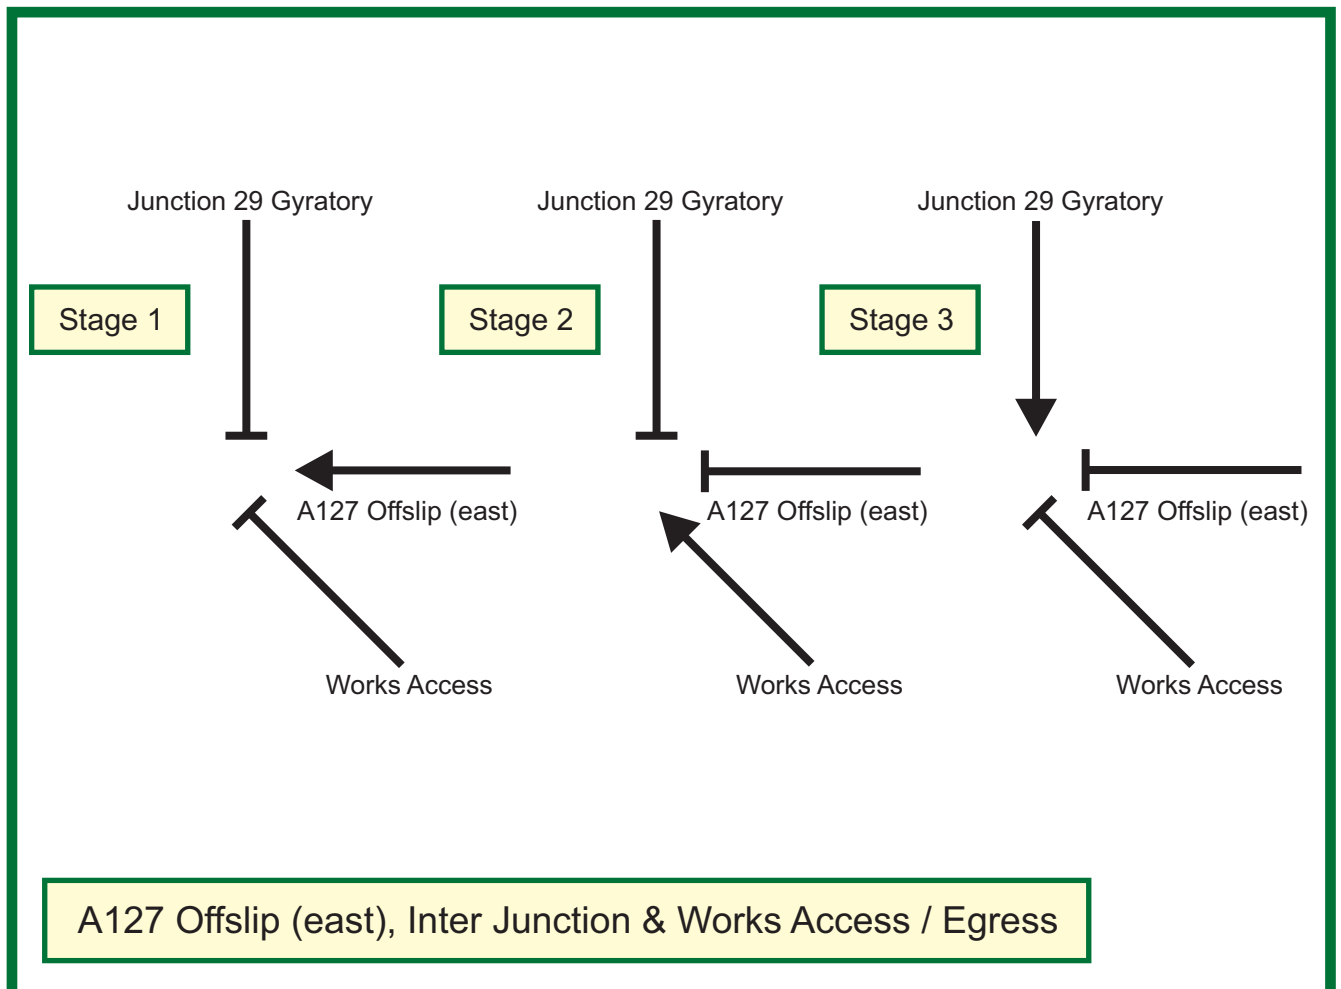 Junction 29 Gyratory
Junction 29 Gyratory
Junction 29 Gyratory
Stage 1
Stage 2
Stage 3
A127 Offslip (east)
A127 Offslip (east)
A127 Offslip (east)
Works Access
Works Access
Works Access
A127 Offslip (east), Inter Junction & Works Access / Egress